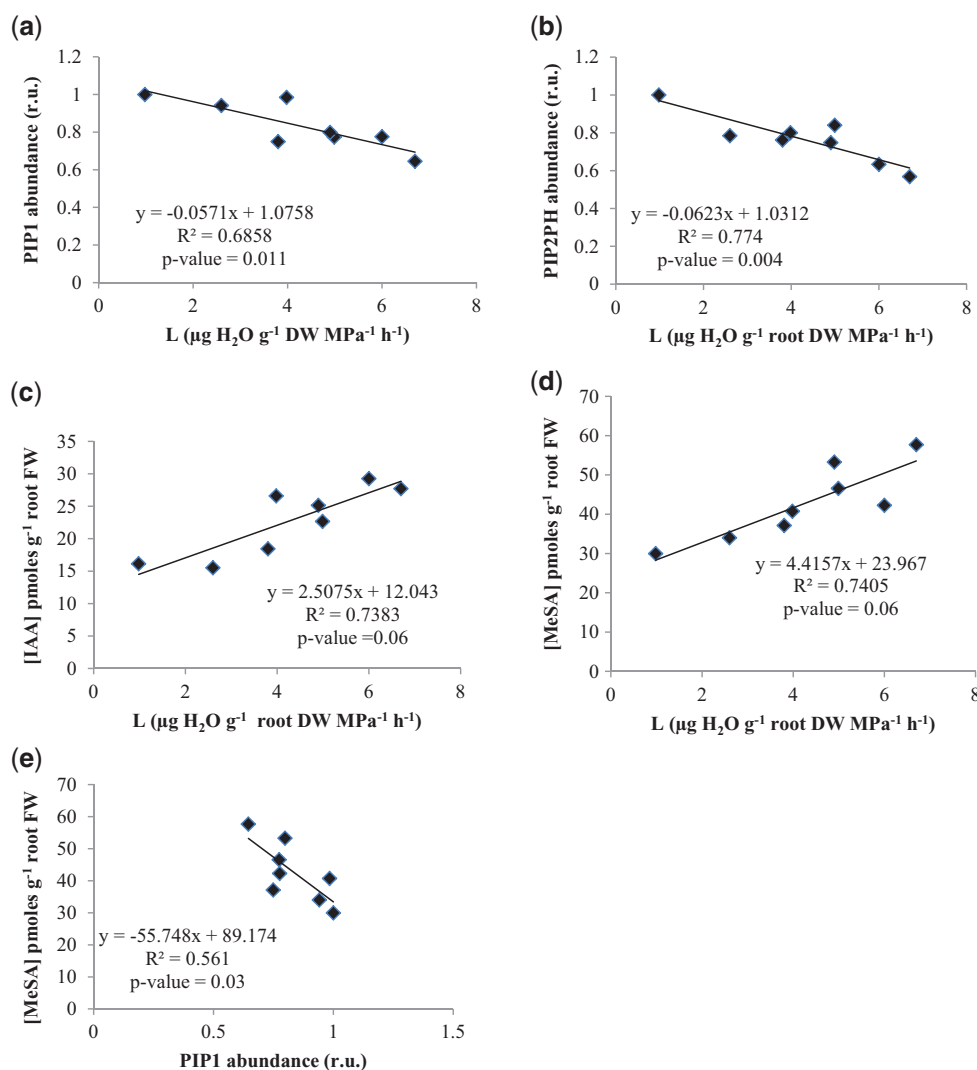 (a)
1.2
1
0.8
0.6
0.4
0.2
0
PIP1 abundance (r.u.)
y = -0.0571x + 1.0758
R² = 0.6858
p-value = 0.011
0 2 4 6 8
L (µg H₂O g⁻¹ DW MPa⁻¹ h⁻¹)
(b)
1.2
1
0.8
0.6
0.4
0.2
0
PIP2PH abundance (r.u.)
y = -0.0623x + 1.0312
R² = 0.774
p-value = 0.004
0 2 4 6 8
L (µg H₂O g⁻¹ root DW MPa⁻¹ h⁻¹)
(c)
35
30
25
20
15
10
5
0
[IAA] pmoles g⁻¹ root FW
y = 2.5075x + 12.043
R² = 0.7383
p-value =0.06
0 2 4 6 8
L (µg H₂O g⁻¹ root DW MPa⁻¹ h⁻¹)
(d)
70
60
50
40
30
20
10
0
[MeSA] pmoles g⁻¹ root FW
y = 4.4157x + 23.967
R² = 0.7405
p-value = 0.06
0 2 4 6 8
L (µg H₂O g⁻¹ root DW MPa⁻¹ h⁻¹)
(e)
70
60
50
40
30
20
10
0
[MeSA] pmoles g⁻¹ root FW
y = -55.748x + 89.174
R² = 0.561
p-value = 0.03
0 0.5 1 1.5
PIP1 abundance (r.u.)